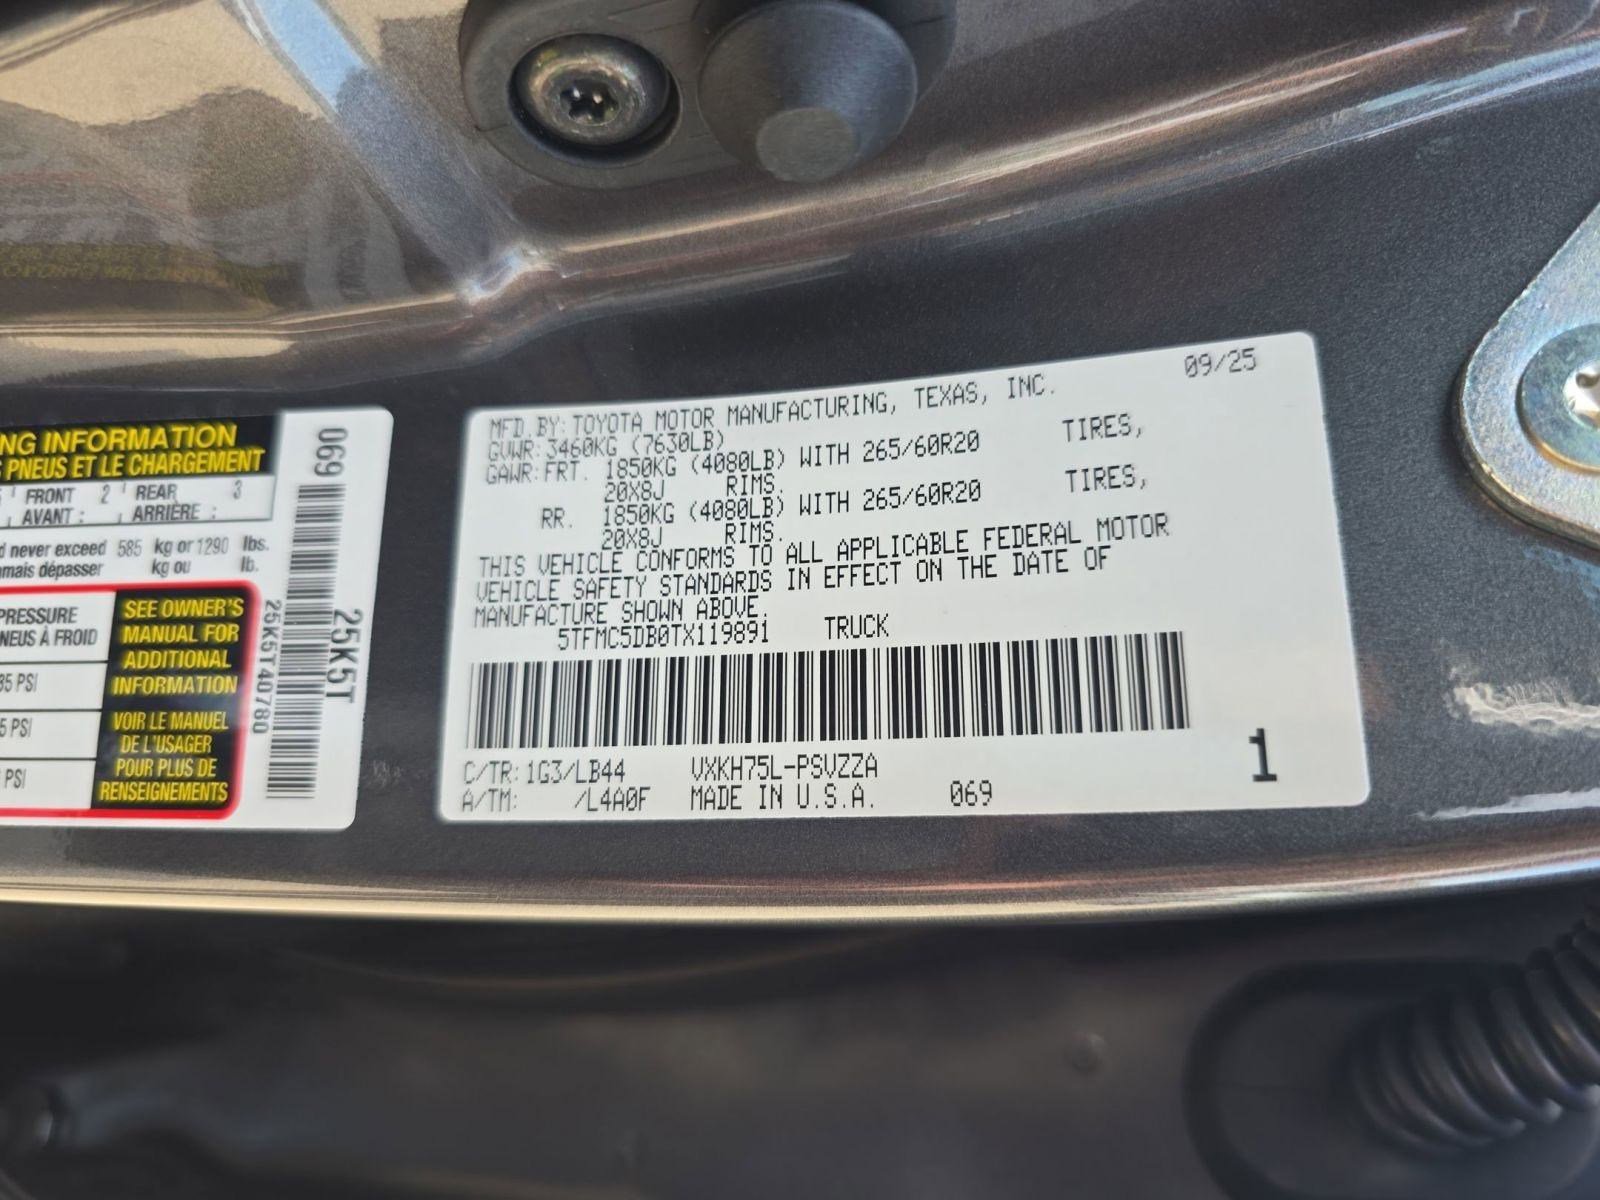 NG INFORMATION
PNEUS ET LE CHARGEMENT
FRONT 2 REAR 3
AVANT : ARRIÈRE :
never exceed 585 kg or 1290 lbs.
mais dépasser kg ou lb.
PRESSURE
NEUS À FROID
35 PSI
5 PSI
PSI
SEE OWNER'S
MANUAL FOR
ADDITIONAL
INFORMATION
VOIR LE MANUEL
DE L'USAGER
POUR PLUS DE
RENSEIGNEMENTS
069
25K5T
25K5T40780
MFD. BY: TOYOTA MOTOR MANUFACTURING, TEXAS, INC. 09/25
GVWR: 3460KG (7630LB)
GAWR: FRT. 1850KG (4080LB) WITH 265/60R20 TIRES,
20X8J RIMS.
RR. 1850KG (4080LB) WITH 265/60R20 TIRES,
20X8J RIMS.
THIS VEHICLE CONFORMS TO ALL APPLICABLE FEDERAL MOTOR
VEHICLE SAFETY STANDARDS IN EFFECT ON THE DATE OF
MANUFACTURE SHOWN ABOVE.
5TFMC5DB0TX119891 TRUCK
C/TR: 1G3/LB44 VXKH75L-PSVZZA
A/TM: /L4A0F MADE IN U.S.A. 069
1